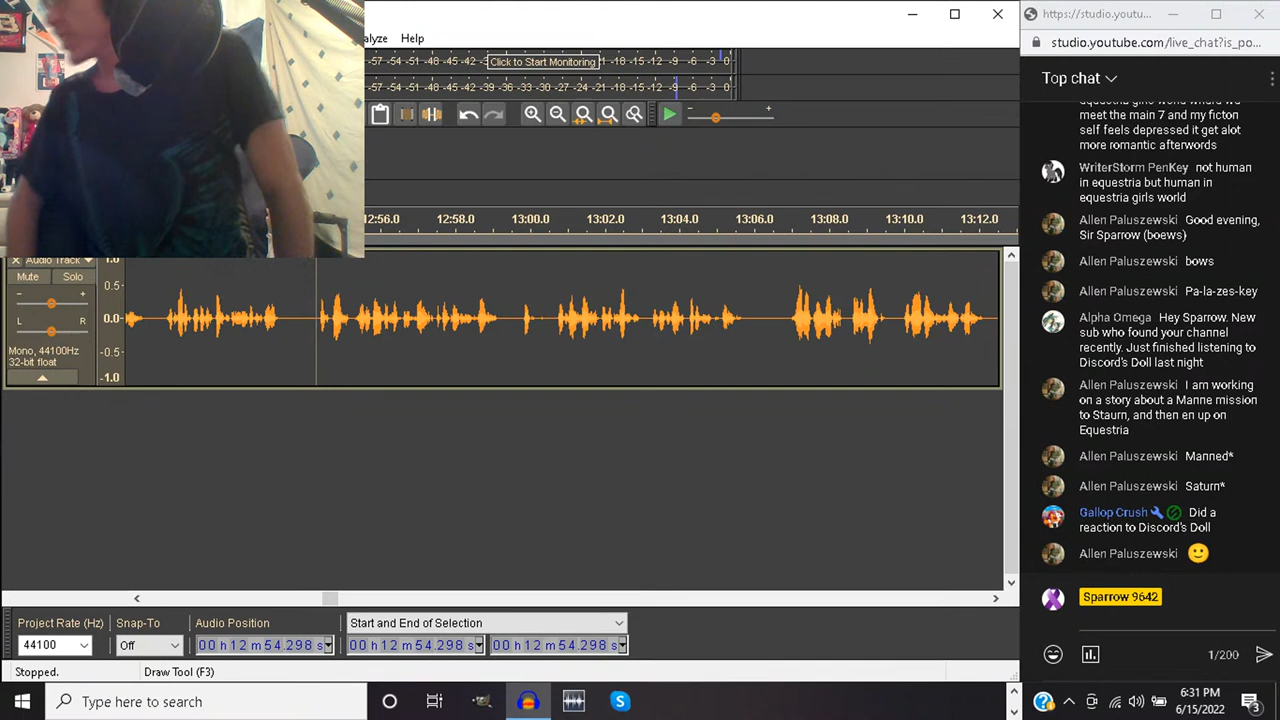 https://studio.youtu...
alyze Help
studio.youtube.com/live_chat?is_po...
-57 -54 -51 -48 -45 -42 Click to Start Monitoring -18 -15 -12 -9 -6 -3 0
-57 -54 -51 -48 -45 -42 -39 -36 -33 -30 -27 -24 -21 -18 -15 -12 -9 -6 -3 0
Top chat
equestria girls world where we
meet the main 7 and my ficton
self feels depressed it get alot
more romantic afterwords
WriterStorm PenKey not human
in equestria but human in
equestria girls world
Allen Paluszewski Good evening,
Sir Sparrow (boews)
Allen Paluszewski bows
Allen Paluszewski Pa-la-zes-key
Alpha Omega Hey Sparrow. New
sub who found your channel
recently. Just finished listening to
Discord's Doll last night
Allen Paluszewski I am working
on a story about a Manne mission
to Staurn, and then en up on
Equestria
Allen Paluszewski Manned*
Allen Paluszewski Saturn*
Gallop Crush Did a
reaction to Discord's Doll
Allen Paluszewski
Sparrow 9642
1/200
- +
12:56.0 12:58.0 13:00.0 13:02.0 13:04.0 13:06.0 13:08.0 13:10.0 13:12.0
Audio Track
Mute Solo
- +
L R
Mono, 44100Hz
32-bit float
1.0
0.5
0.0
-0.5
-1.0
Project Rate (Hz) Snap-To Audio Position Start and End of Selection
44100 Off 00 h 12 m 54.298 s 00 h 12 m 54.298 s 00 h 12 m 54.298 s
Stopped. Draw Tool (F3)
Type here to search
6:31 PM
6/15/2022
3